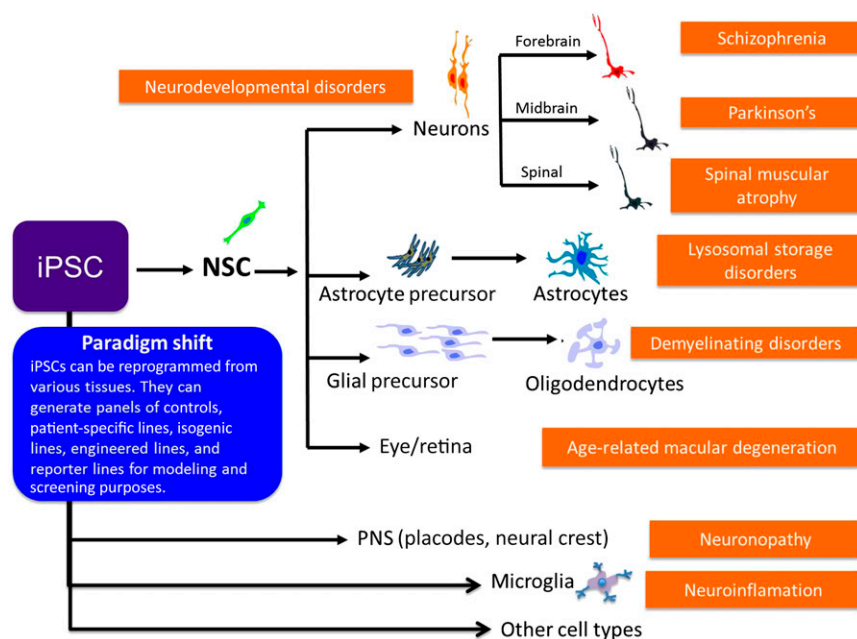 Forebrain
Schizophrenia
Neurodevelopmental disorders
Midbrain
Parkinson's
Neurons
Spinal
Spinal muscular
atrophy
iPSC
NSC
Lysosomal storage
disorders
Astrocyte precursor
Astrocytes
Paradigm shift
iPSCs can be reprogrammed from
various tissues. They can
generate panels of controls,
patient-specific lines, isogenic
lines, engineered lines, and
reporter lines for modeling and
screening purposes.
Demyelinating disorders
Glial precursor
Oligodendrocytes
Eye/retina
Age-related macular degeneration
PNS (placodes, neural crest)
Neuronopathy
Microglia
Neuroinflamation
Other cell types